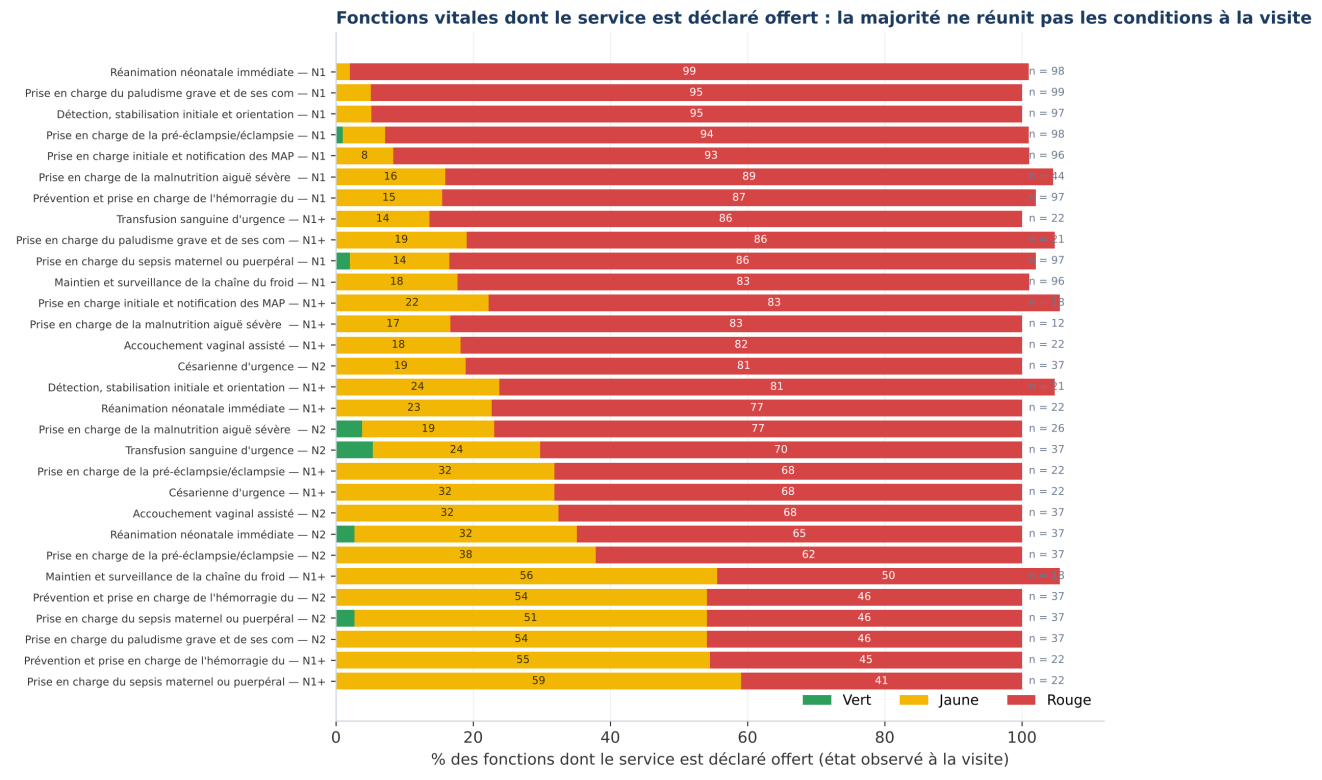 Fonctions vitales dont le service est déclaré offert : la majorité ne réunit pas les conditions à la visite
Réanimation néonatale immédiate — N1 99 n = 98
Prise en charge du paludisme grave et de ses com — N1 95 n = 99
Détection, stabilisation initiale et orientation — N1 95 n = 97
Prise en charge de la pré-éclampsie/éclampsie — N1 94 n = 98
Prise en charge initiale et notification des MAP — N1 8 93 n = 96
Prise en charge de la malnutrition aiguë sévère — N1 16 89 n = 44
Prévention et prise en charge de l'hémorragie du — N1 15 87 n = 97
Transfusion sanguine d'urgence — N1+ 14 86 n = 22
Prise en charge du paludisme grave et de ses com — N1+ 19 86 n = 21
Prise en charge du sepsis maternel ou puerpéral — N1 14 86 n = 97
Maintien et surveillance de la chaîne du froid — N1 18 83 n = 96
Prise en charge initiale et notification des MAP — N1+ 22 83 n = 18
Prise en charge de la malnutrition aiguë sévère — N1+ 17 83 n = 12
Accouchement vaginal assisté — N1+ 18 82 n = 22
Césarienne d'urgence — N2 19 81 n = 37
Détection, stabilisation initiale et orientation — N1+ 24 81 n = 21
Réanimation néonatale immédiate — N1+ 23 77 n = 22
Prise en charge de la malnutrition aiguë sévère — N2 19 77 n = 26
Transfusion sanguine d'urgence — N2 24 70 n = 37
Prise en charge de la pré-éclampsie/éclampsie — N1+ 32 68 n = 22
Césarienne d'urgence — N1+ 32 68 n = 22
Accouchement vaginal assisté — N2 32 68 n = 37
Réanimation néonatale immédiate — N2 32 65 n = 37
Prise en charge de la pré-éclampsie/éclampsie — N2 38 62 n = 37
Maintien et surveillance de la chaîne du froid — N1+ 56 50 n = 18
Prévention et prise en charge de l'hémorragie du — N2 54 46 n = 37
Prise en charge du sepsis maternel ou puerpéral — N2 51 46 n = 37
Prise en charge du paludisme grave et de ses com — N2 54 46 n = 37
Prévention et prise en charge de l'hémorragie du — N1+ 55 45 n = 22
Prise en charge du sepsis maternel ou puerpéral — N1+ 59 41 n = 22
Vert Jaune Rouge
0 20 40 60 80 100
% des fonctions dont le service est déclaré offert (état observé à la visite)